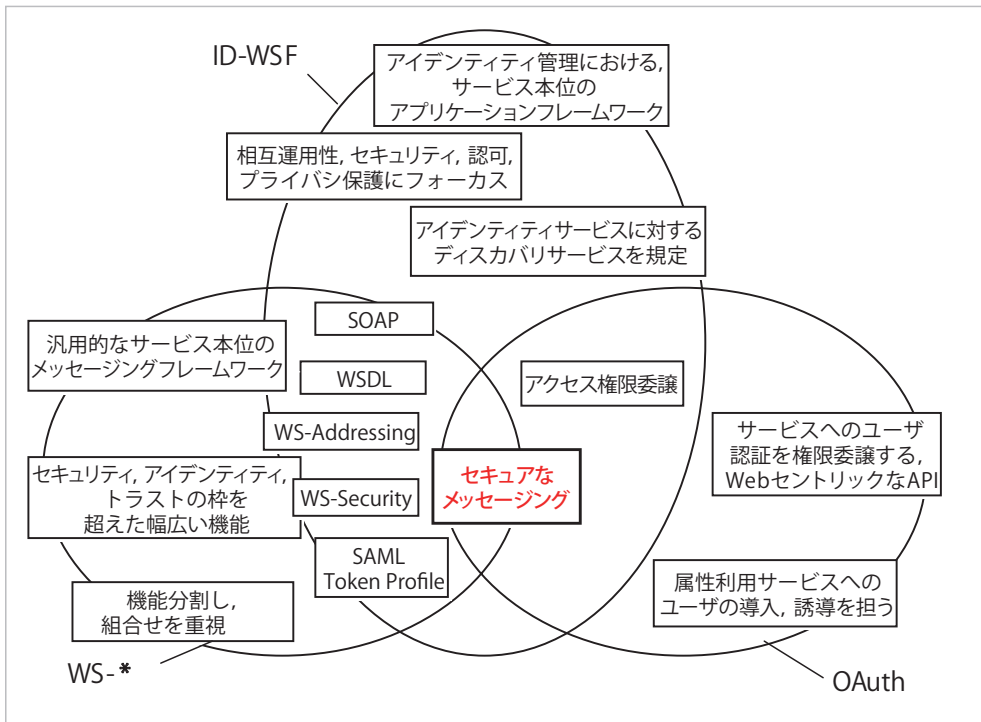 ID-WSF
アイデンティティ管理における,
サービス本位の
アプリケーションフレームワーク
相互運用性, セキュリティ, 認可,
プライバシ保護にフォーカス
アイデンティティサービスに対する
ディスカバリサービスを規定
SOAP
汎用的なサービス本位の
メッセージングフレームワーク
WSDL
アクセス権限委譲
WS-Addressing
サービスへのユーザ
認証を権限委譲する,
WebセントリックなAPI
セキュリティ, アイデンティティ,
トラストの枠を
超えた幅広い機能
WS-Security
セキュアな
メッセージング
SAML
Token Profile
機能分割し,
組合せを重視
属性利用サービスへの
ユーザの導入, 誘導を担う
WS-*
OAuth